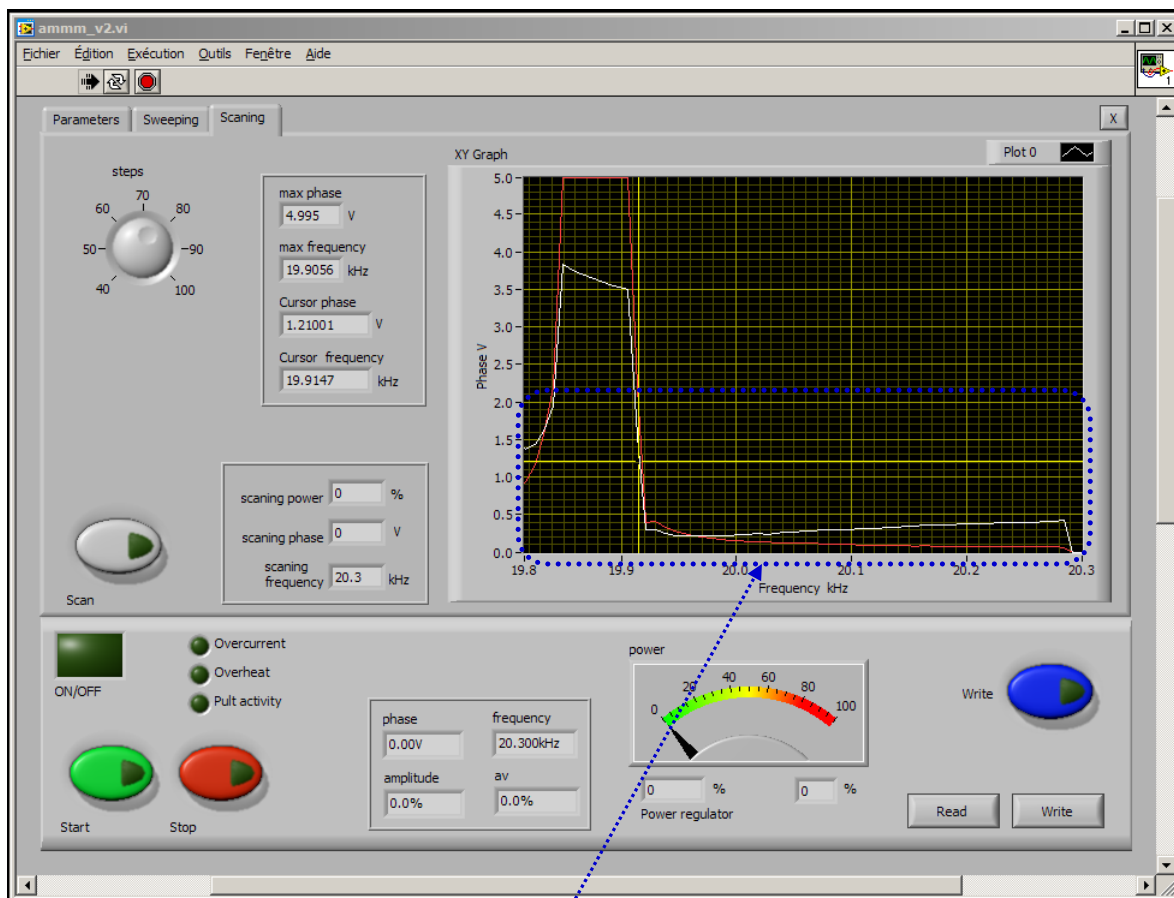 ammm_v2.vi
Fichier Édition Exécution Outils Fenêtre Aide
1
Parameters Sweeping Scaning X
steps
40 50 60 70 80 90 100
max phase
4.995 V
max frequency
19.9056 kHz
Cursor phase
1.21001 V
Cursor frequency
19.9147 kHz
XY Graph Plot 0
Phase V
5.0
4.5
4.0
3.5
3.0
2.5
2.0
1.5
1.0
0.5
0.0
19.8 19.9 20.0 20.1 20.2 20.3
Frequency kHz
scaning power 0 %
scaning phase 0 V
scaning
frequency 20.3 kHz
Scan
ON/OFF
Overcurrent
Overheat
Pult activity
Start Stop
phase frequency
0.00V 20.300kHz
amplitude av
0.0% 0.0%
power
0 20 40 60 80 100
0 % 0 %
Power regulator
Write
Read Write